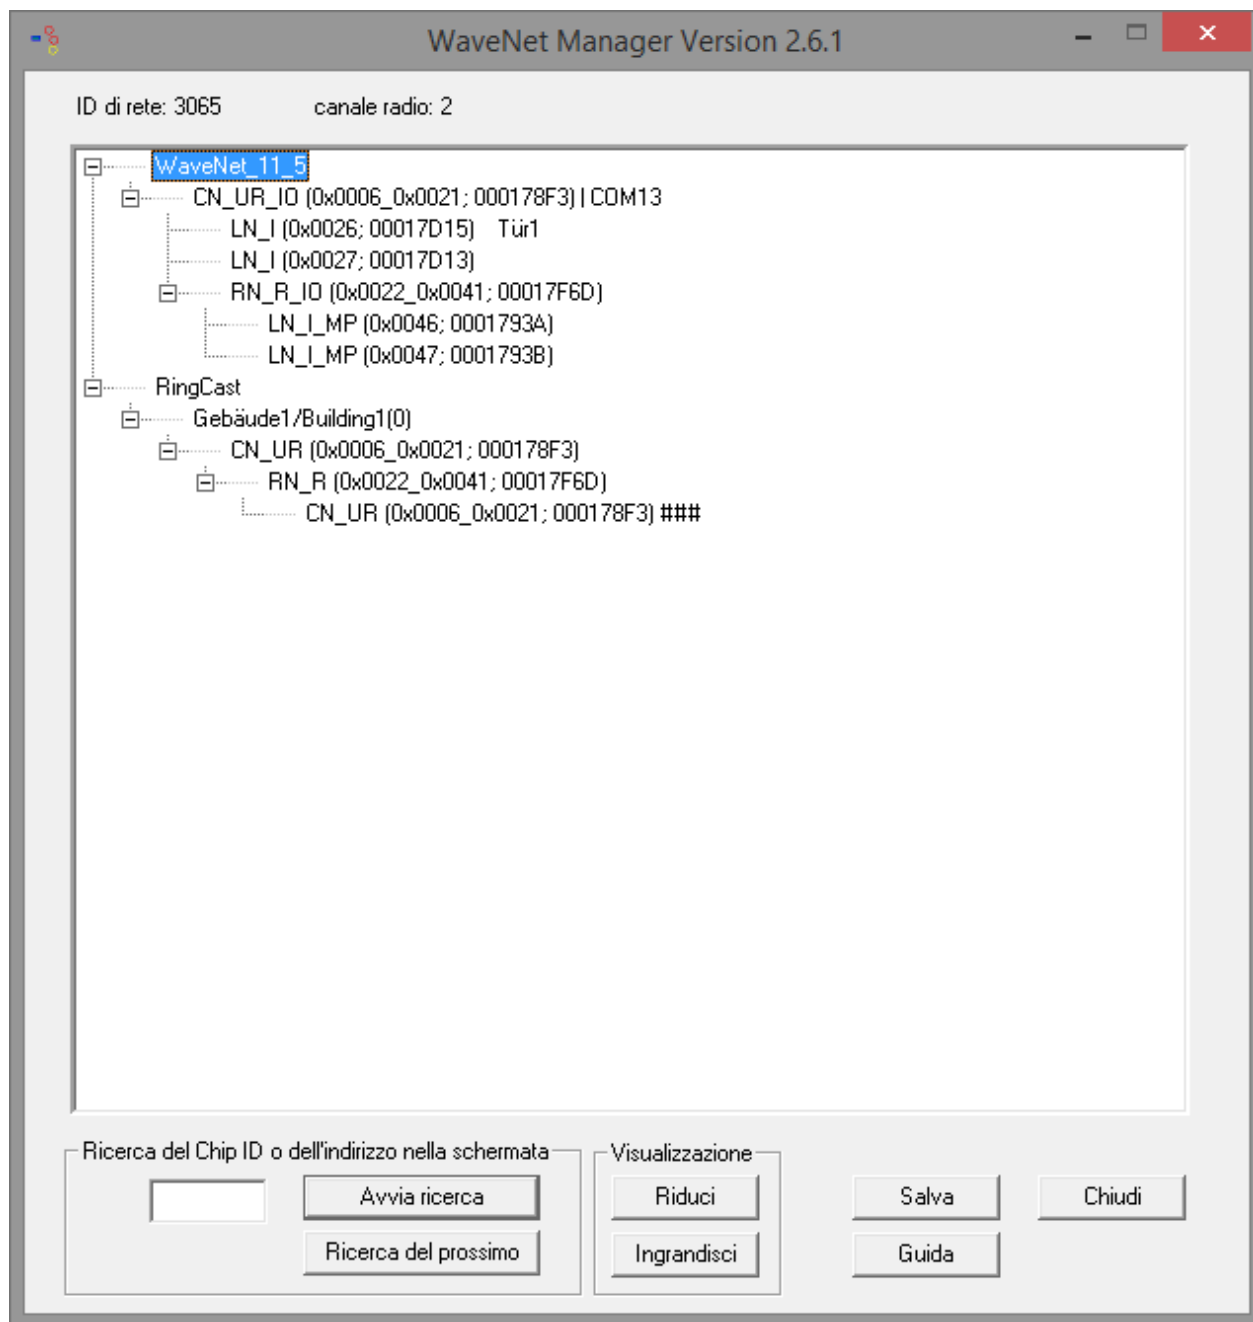 WaveNet Manager Version 2.6.1
ID di rete: 3065 canale radio: 2
WaveNet_11_5
CN_UR_IO (0x0006_0x0021; 000178F3) | COM13
LN_I (0x0026; 00017D15) Tür1
LN_I (0x0027; 00017D13)
RN_R_IO (0x0022_0x0041; 00017F6D)
LN_I_MP (0x0046; 0001793A)
LN_I_MP (0x0047; 0001793B)
RingCast
Gebäude1/Building1(0)
CN_UR (0x0006_0x0021; 000178F3)
RN_R (0x0022_0x0041; 00017F6D)
CN_UR (0x0006_0x0021; 000178F3) ###
Ricerca del Chip ID o dell'indirizzo nella schermata
Avvia ricerca
Ricerca del prossimo
Visualizzazione
Riduci
Ingrandisci
Salva
Guida
Chiudi